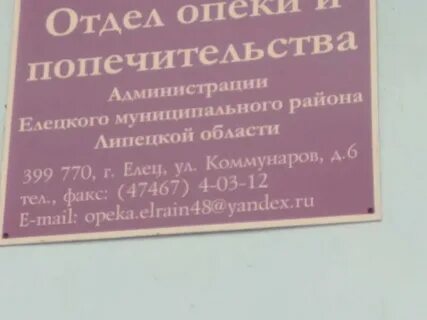 Отдел опеки и
попечительства
Администрации
Елецкого муниципального района
Липецкой области
399 770, г. Елец, ул. Коммунаров, д.6
тел., факс: (47467) 4-03-12
E-mail: opeka.elrain48@yandex.ru